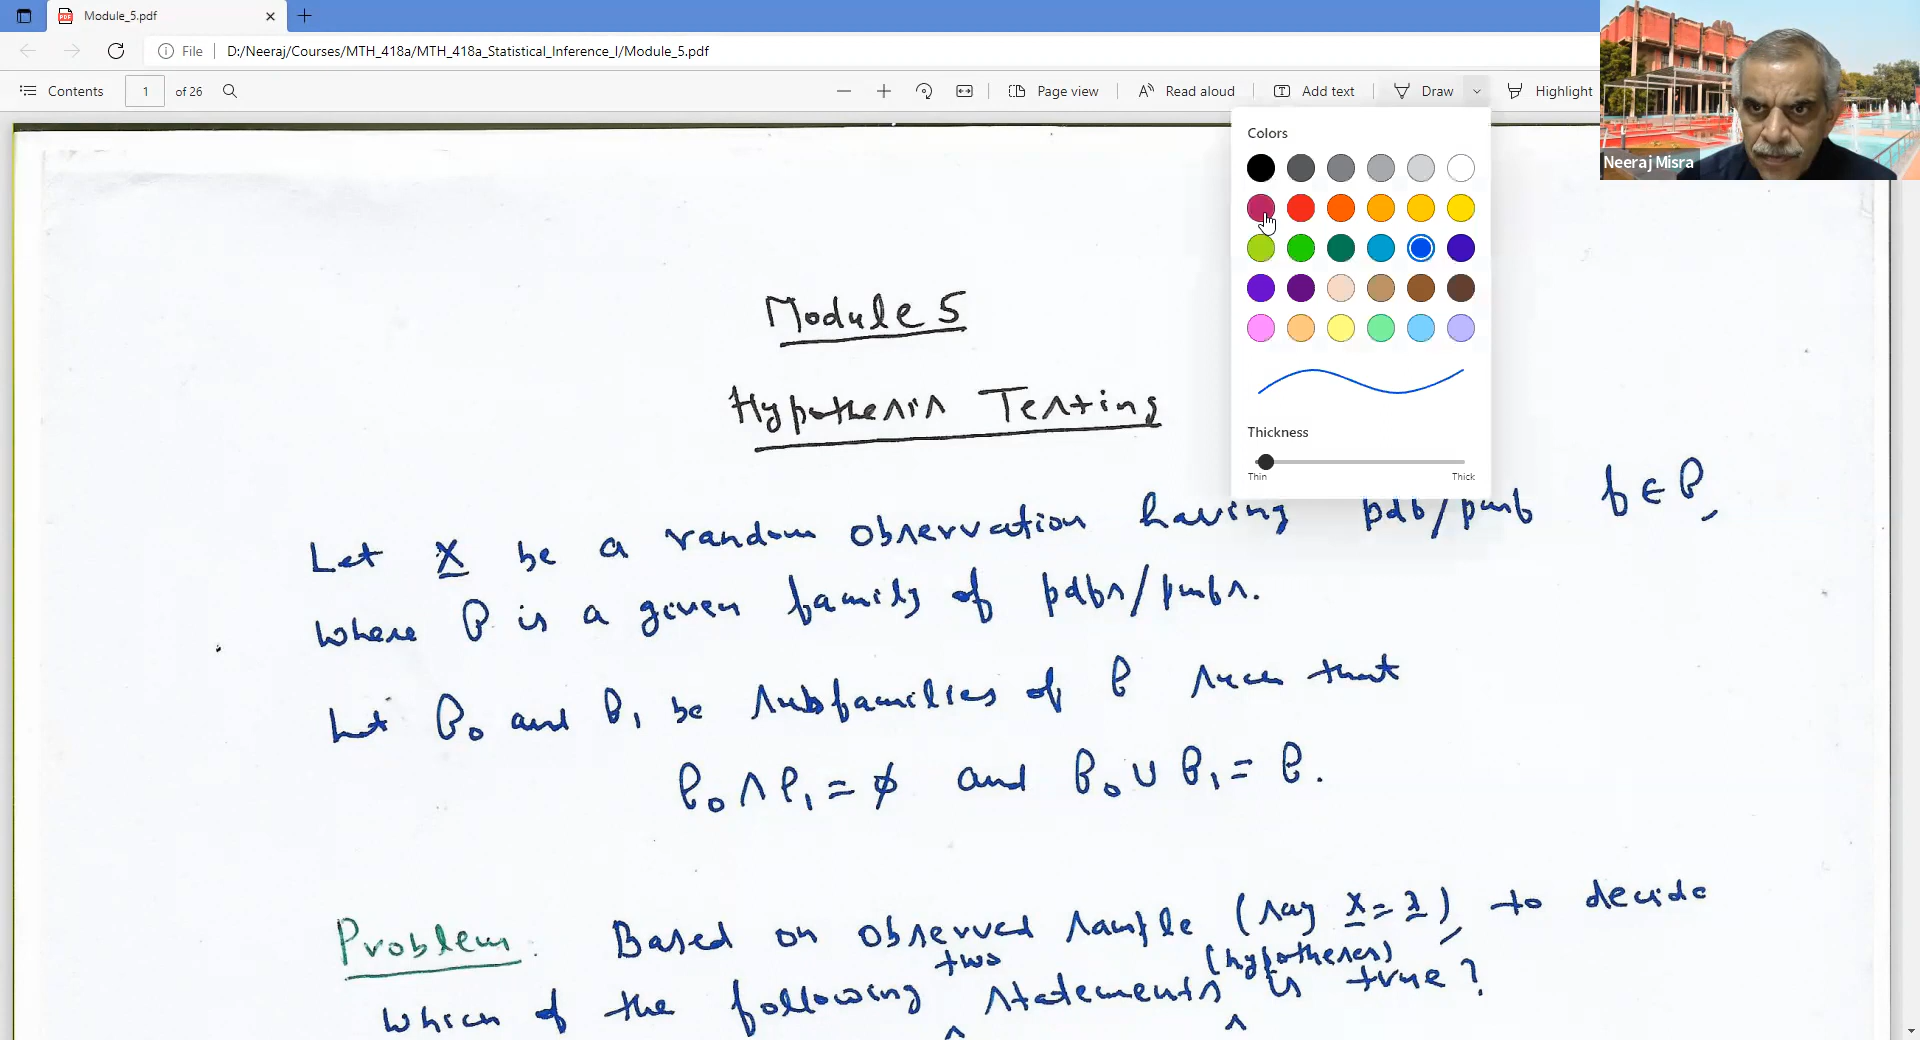 Module_5.pdf
File D:/Neeraj/Courses/MTH_418a/MTH_418a_Statistical_Inference_I/Module_5.pdf
Contents 1 of 26 Page view Read aloud Add text Draw Highlight
Neeraj Misra
Colors
Thickness
Thin Thick
Module 5
Hypothesis Testing
Let X be a random observation having pdf/pmf f ∈ P,
where P is a given family of pdfs/pmfs.
Let P₀ and P₁ be subfamilies of P such that
P₀ ∩ P₁ = ϕ and P₀ ∪ P₁ = P.
Problem: Based on observed sample (say X = x), to decide
two (hypotheses)
which of the following statements is true?